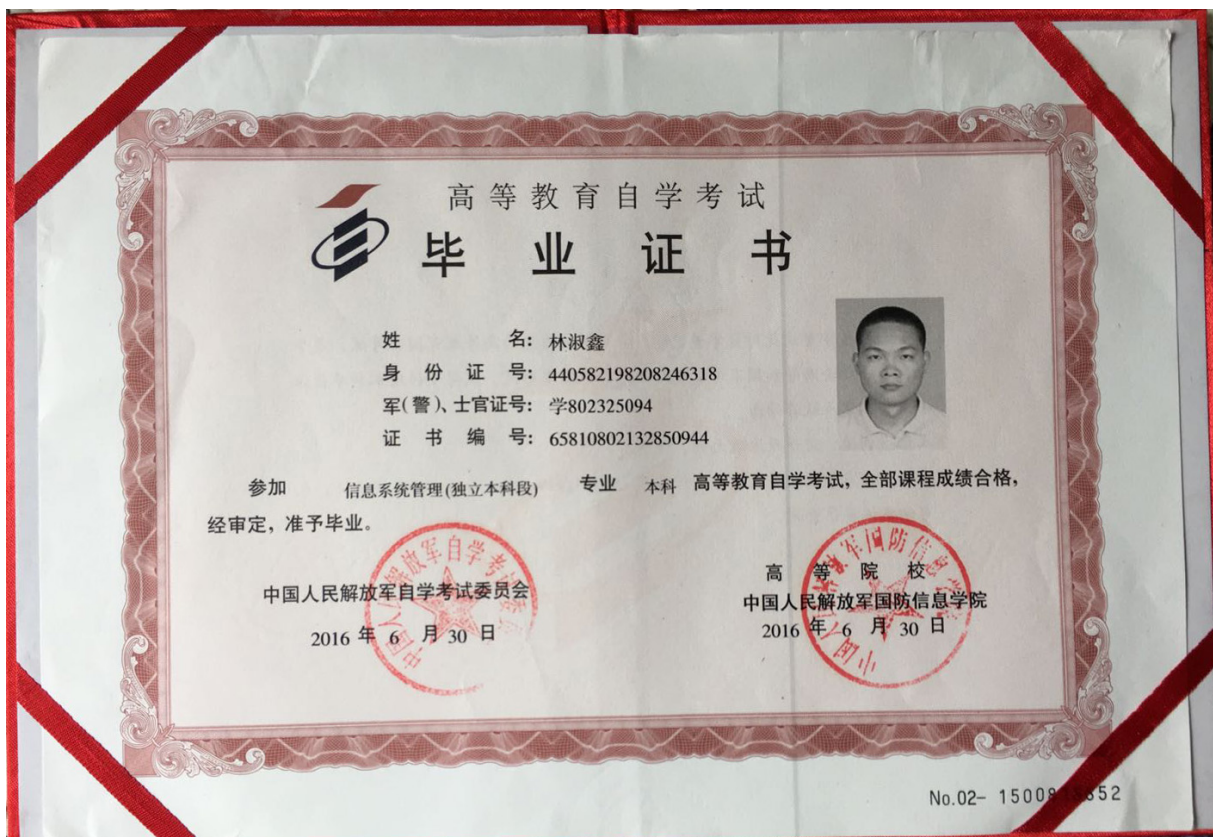 高等教育自学考试
毕业证书
姓名：林淑鑫
身份证号：440582198208246318
军(警)、士官证号：学802325094
证书编号：65810802132850944
参加 信息系统管理(独立本科段) 专业 本科 高等教育自学考试，全部课程成绩合格，
经审定，准予毕业。
中国人民解放军自学考试委员会
2016 年 6 月 30 日
高等院校
中国人民解放军国防信息学院
2016 年 6 月 30 日
No.02-